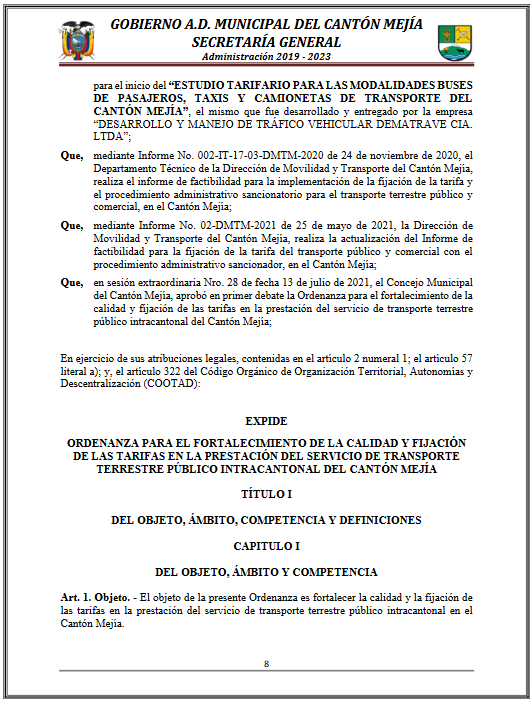 GOBIERNO A.D. MUNICIPAL DEL CANTÓN MEJÍA
SECRETARÍA GENERAL
Administración 2019 - 2023
para el inicio del “ESTUDIO TARIFARIO PARA LAS MODALIDADES BUSES
DE PASAJEROS, TAXIS Y CAMIONETAS DE TRANSPORTE DEL
CANTÓN MEJÍA”, el mismo que fue desarrollado y entregado por la empresa
“DESARROLLO Y MANEJO DE TRÁFICO VEHICULAR DEMATRAVE CIA.
LTDA”;
Que, mediante Informe No. 002-IT-17-03-DMTM-2020 de 24 de noviembre de 2020, el
Departamento Técnico de la Dirección de Movilidad y Transporte del Cantón Mejía,
realiza el informe de factibilidad para la implementación de la fijación de la tarifa y
el procedimiento administrativo sancionatorio para el transporte terrestre público y
comercial, en el Cantón Mejía;
Que, mediante Informe No. 02-DMTM-2021 de 25 de mayo de 2021, la Dirección de
Movilidad y Transporte del Cantón Mejía, realiza la actualización del Informe de
factibilidad para la fijación de la tarifa del transporte público y comercial con el
procedimiento administrativo sancionador, en el Cantón Mejía;
Que, en sesión extraordinaria Nro. 28 de fecha 13 de julio de 2021, el Concejo Municipal
del Cantón Mejía, aprobó en primer debate la Ordenanza para el fortalecimiento de la
calidad y fijación de las tarifas en la prestación del servicio de transporte terrestre
público intracantonal del Cantón Mejía;
En ejercicio de sus atribuciones legales, contenidas en el artículo 2 numeral 1; el artículo 57
literal a); y, el artículo 322 del Código Orgánico de Organización Territorial, Autonomías y
Descentralización (COOTAD):
EXPIDE
ORDENANZA PARA EL FORTALECIMIENTO DE LA CALIDAD Y FIJACIÓN
DE LAS TARIFAS EN LA PRESTACIÓN DEL SERVICIO DE TRANSPORTE
TERRESTRE PÚBLICO INTRACANTONAL DEL CANTÓN MEJÍA
TÍTULO I
DEL OBJETO, ÁMBITO, COMPETENCIA Y DEFINICIONES
CAPITULO I
DEL OBJETO, ÁMBITO Y COMPETENCIA
Art. 1. Objeto. - El objeto de la presente Ordenanza es fortalecer la calidad y la fijación de
las tarifas en la prestación del servicio de transporte terrestre público intracantonal en el
Cantón Mejía.
8